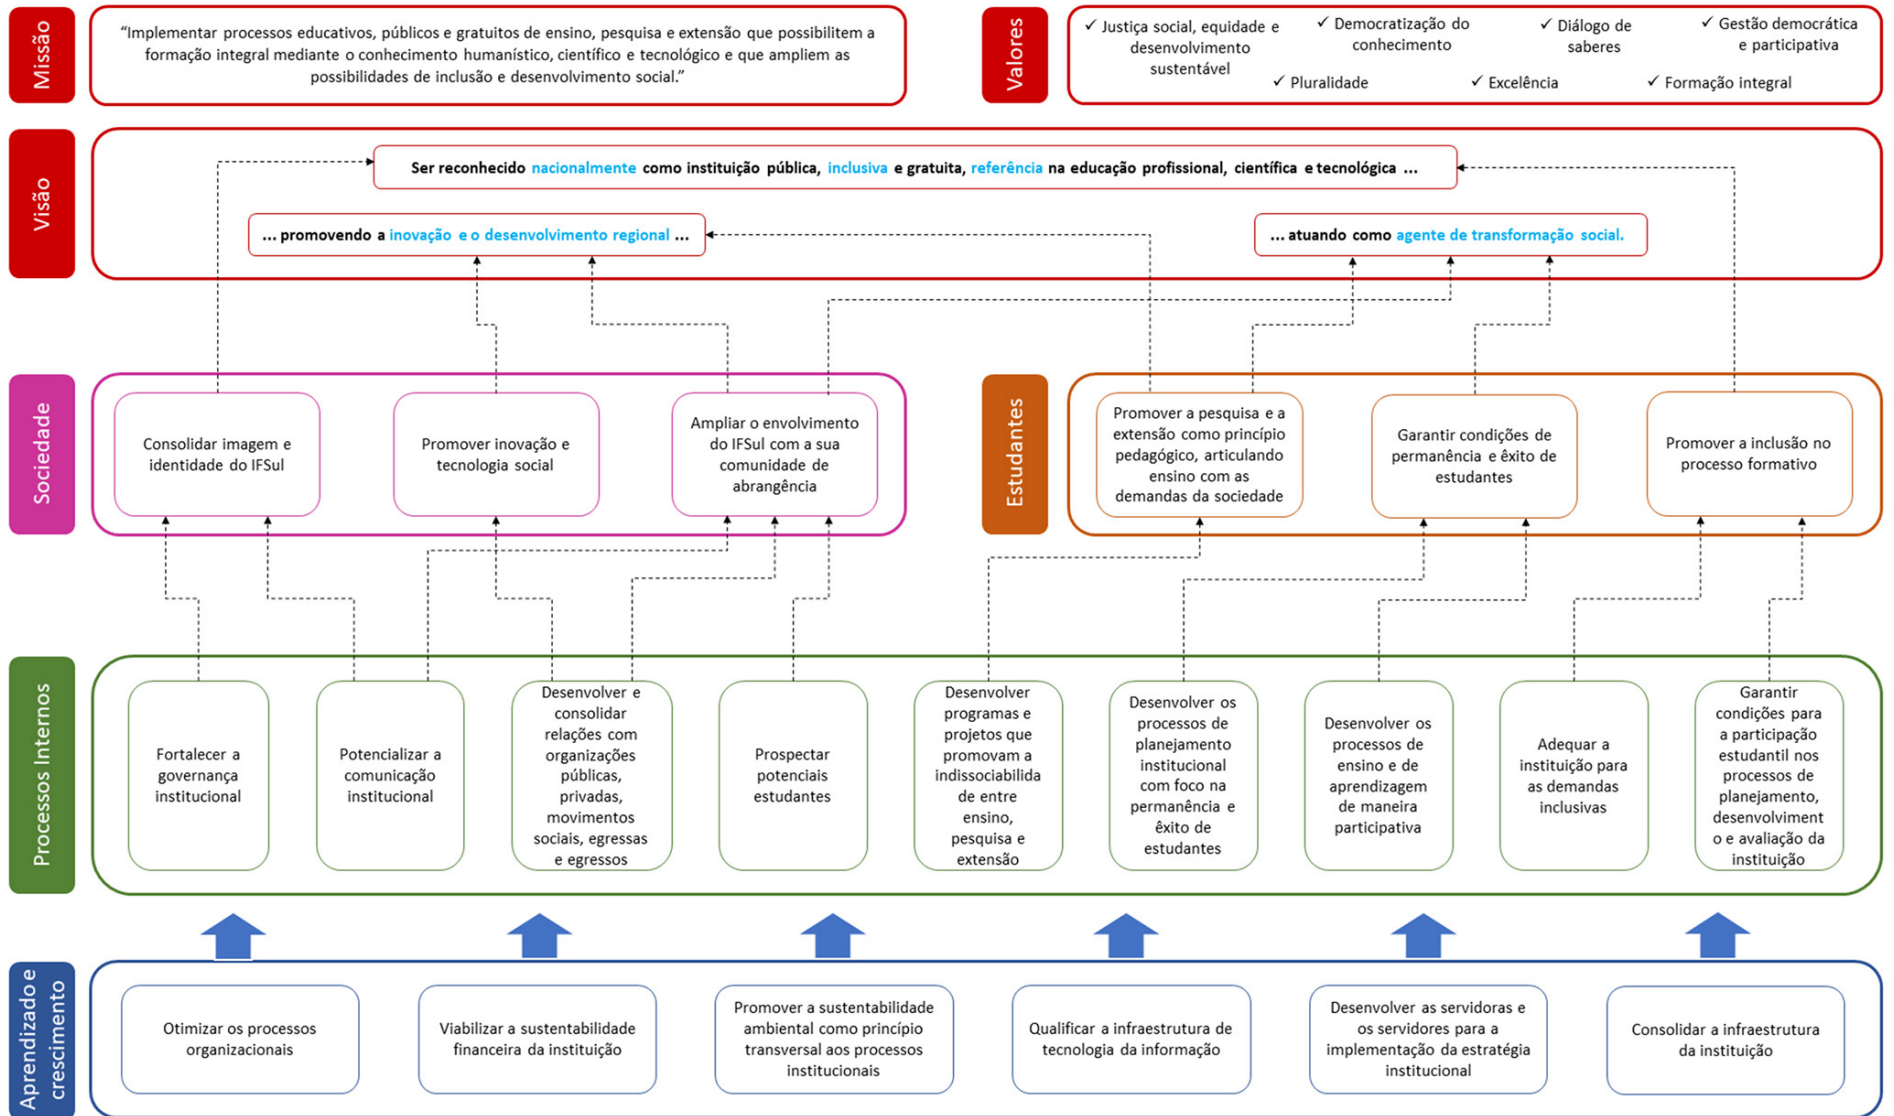 Missão
“Implementar processos educativos, públicos e gratuitos de ensino, pesquisa e extensão que possibilitem a
formação integral mediante o conhecimento humanístico, científico e tecnológico e que ampliem as
possibilidades de inclusão e desenvolvimento social.”
Valores
✓ Justiça social, equidade e
desenvolvimento
sustentável
✓ Democratização do
conhecimento
✓ Diálogo de
saberes
✓ Gestão democrática
e participativa
✓ Pluralidade
✓ Excelência
✓ Formação integral
Visão
Ser reconhecido nacionalmente como instituição pública, inclusiva e gratuita, referência na educação profissional, científica e tecnológica ...
... promovendo a inovação e o desenvolvimento regional ...
... atuando como agente de transformação social.
Sociedade
Consolidar imagem e
identidade do IFSul
Promover inovação e
tecnologia social
Ampliar o envolvimento
do IFSul com a sua
comunidade de
abrangência
Estudantes
Promover a pesquisa e a
extensão como princípio
pedagógico, articulando
ensino com as
demandas da sociedade
Garantir condições de
permanência e êxito de
estudantes
Promover a inclusão no
processo formativo
Processos Internos
Fortalecer a
governança
institucional
Potencializar a
comunicação
institucional
Desenvolver e
consolidar
relações com
organizações
públicas,
privadas,
movimentos
sociais, egressas
e egressos
Prospectar
potenciais
estudantes
Desenvolver
programas e
projetos que
promovam a
indissociabilida
de entre
ensino,
pesquisa e
extensão
Desenvolver os
processos de
planejamento
institucional
com foco na
permanência e
êxito de
estudantes
Desenvolver os
processos de
ensino e de
aprendizagem
de maneira
participativa
Adequar a
instituição para
as demandas
inclusivas
Garantir
condições para
a participação
estudantil nos
processos de
planejamento,
desenvolviment
o e avaliação da
instituição
Aprendizado e
crescimento
Otimizar os processos
organizacionais
Viabilizar a sustentabilidade
financeira da instituição
Promover a sustentabilidade
ambiental como princípio
transversal aos processos
institucionais
Qualificar a infraestrutura de
tecnologia da informação
Desenvolver as servidoras e
os servidores para a
implementação da estratégia
institucional
Consolidar a infraestrutura
da instituição